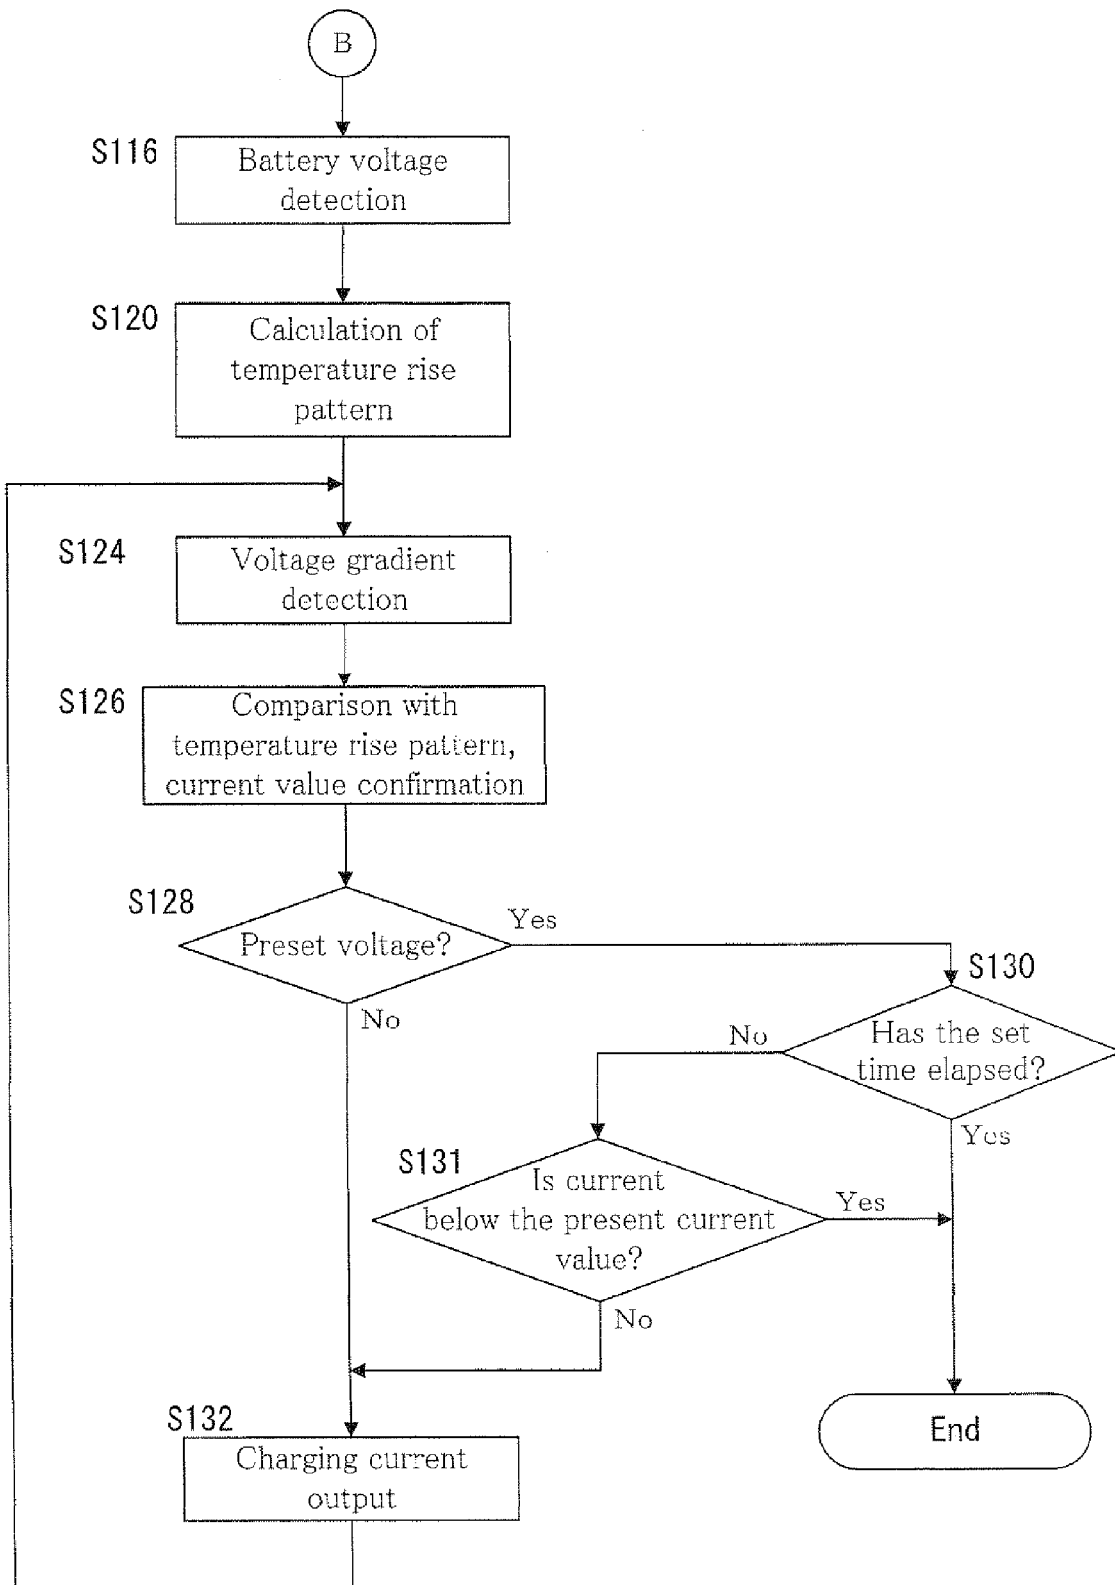 B
S116
Battery voltage
detection
S120
Calculation of
temperature rise
pattern
S124
Voltage gradient
detection
S126
Comparison with
temperature rise pattern,
current value confirmation
S128
Preset voltage?
Yes
No
S130
Has the set
time elapsed?
No
Yes
S131
Is current
below the present current
value?
Yes
No
S132
Charging current
output
End